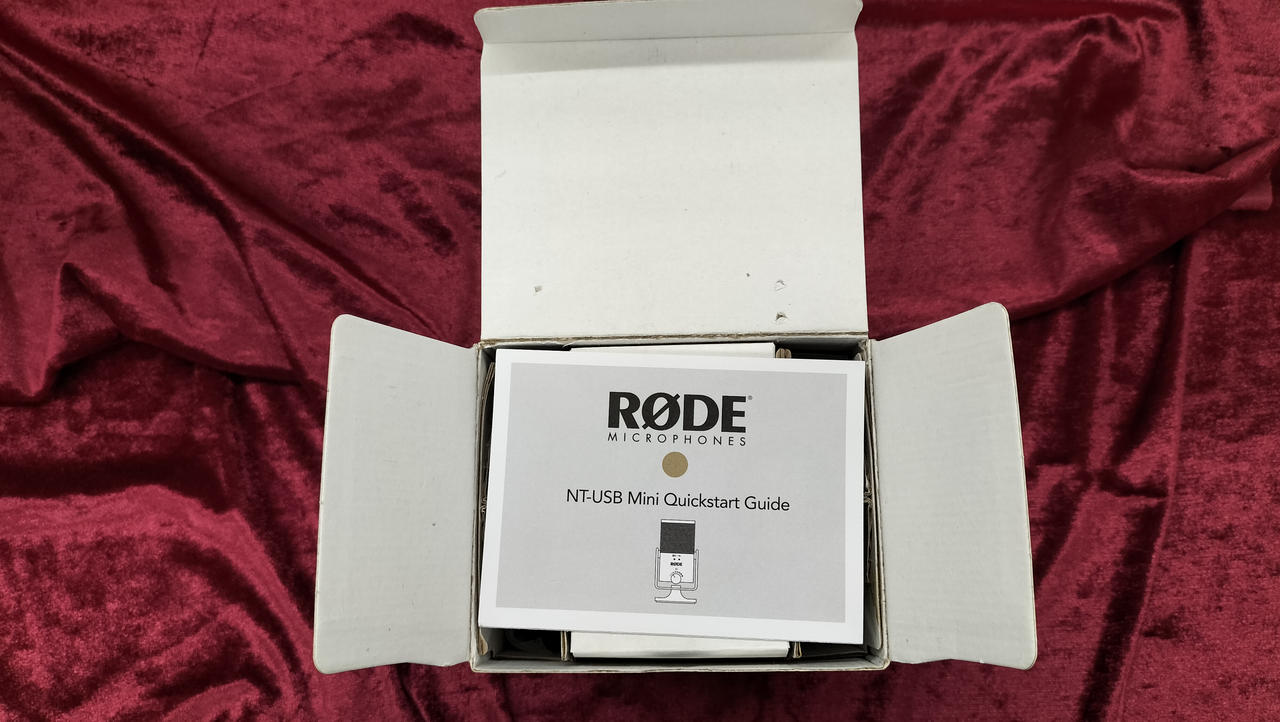 RØDE®
MICROPHONES
NT-USB Mini Quickstart Guide
RØDE